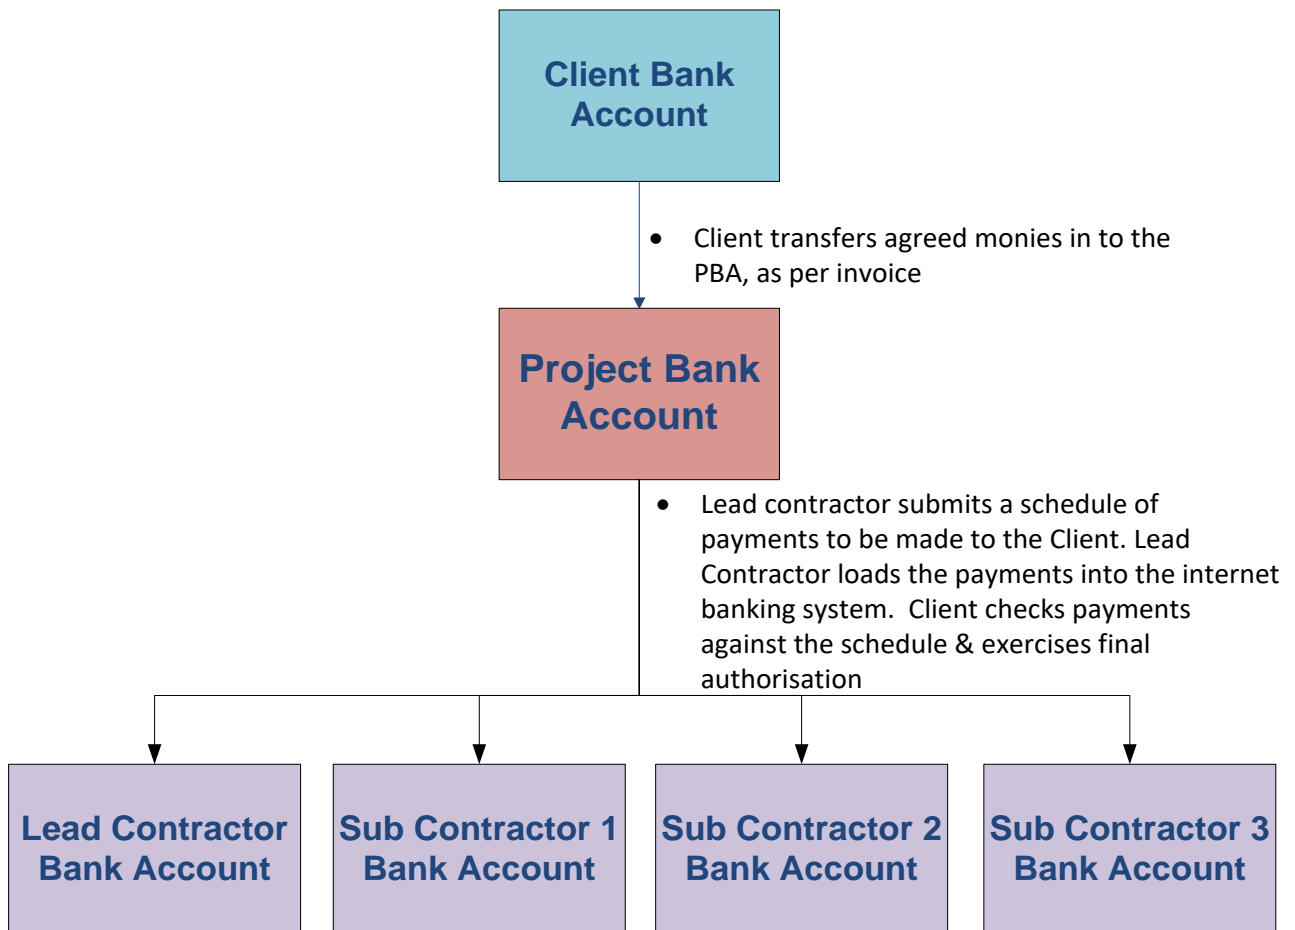 Client Bank
Account
• Client transfers agreed monies in to the
PBA, as per invoice
Project Bank
Account
• Lead contractor submits a schedule of
payments to be made to the Client. Lead
Contractor loads the payments into the internet
banking system.  Client checks payments
against the schedule & exercises final
authorisation
Lead Contractor
Bank Account
Sub Contractor 1
Bank Account
Sub Contractor 2
Bank Account
Sub Contractor 3
Bank Account